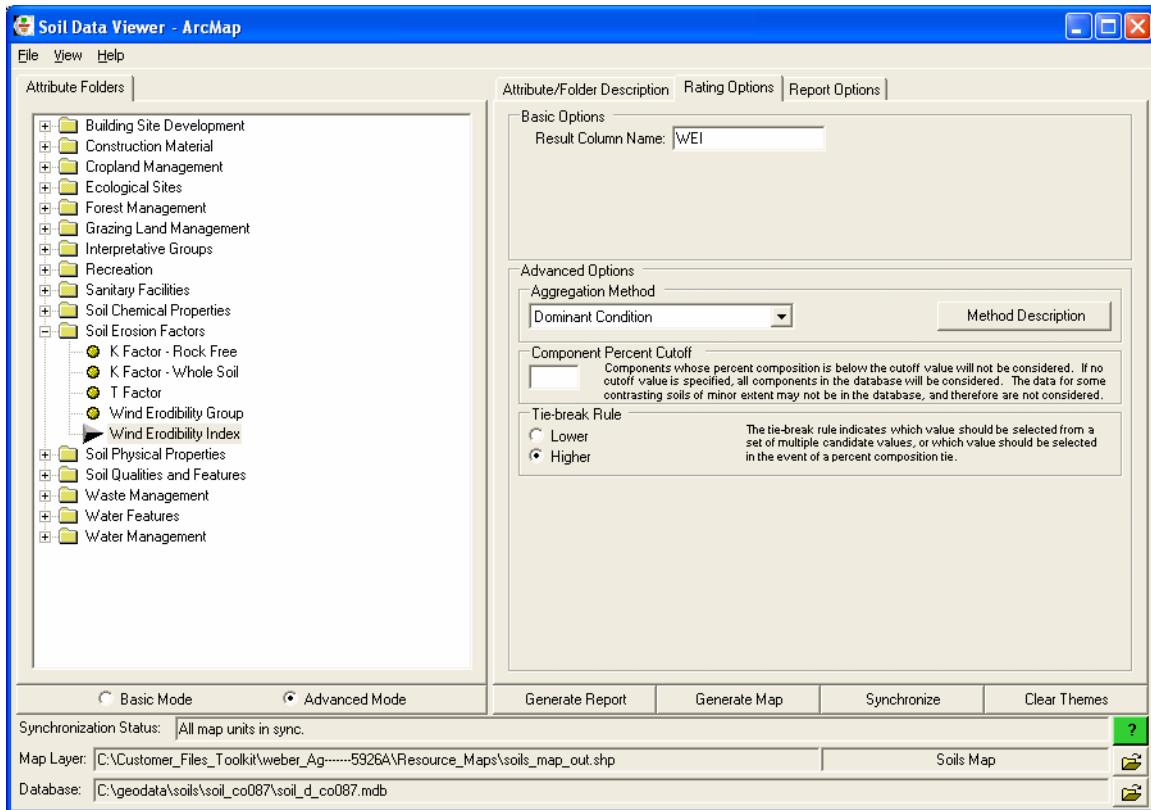 Soil Data Viewer - ArcMap
File View Help
Attribute Folders
Building Site Development
Construction Material
Cropland Management
Ecological Sites
Forest Management
Grazing Land Management
Interpretative Groups
Recreation
Sanitary Facilities
Soil Chemical Properties
Soil Erosion Factors
K Factor - Rock Free
K Factor - Whole Soil
T Factor
Wind Erodibility Group
Wind Erodibility Index
Soil Physical Properties
Soil Qualities and Features
Waste Management
Water Features
Water Management
Basic Mode Advanced Mode
Attribute/Folder Description Rating Options Report Options
Basic Options
Result Column Name: WEI
Advanced Options
Aggregation Method
Dominant Condition Method Description
Component Percent Cutoff
Components whose percent composition is below the cutoff value will not be considered. If no
cutoff value is specified, all components in the database will be considered. The data for some
contrasting soils of minor extent may not be in the database, and therefore are not considered.
Tie-break Rule
Lower
Higher
The tie-break rule indicates which value should be selected from a
set of multiple candidate values, or which value should be selected
in the event of a percent composition tie.
Generate Report Generate Map Synchronize Clear Themes
Synchronization Status: All map units in sync. ?
Map Layer: C:\Customer_Files_Toolkit\weber_Ag-------5926A\Resource_Maps\soils_map_out.shp Soils Map
Database: C:\geodata\soils\soil_co087\soil_d_co087.mdb